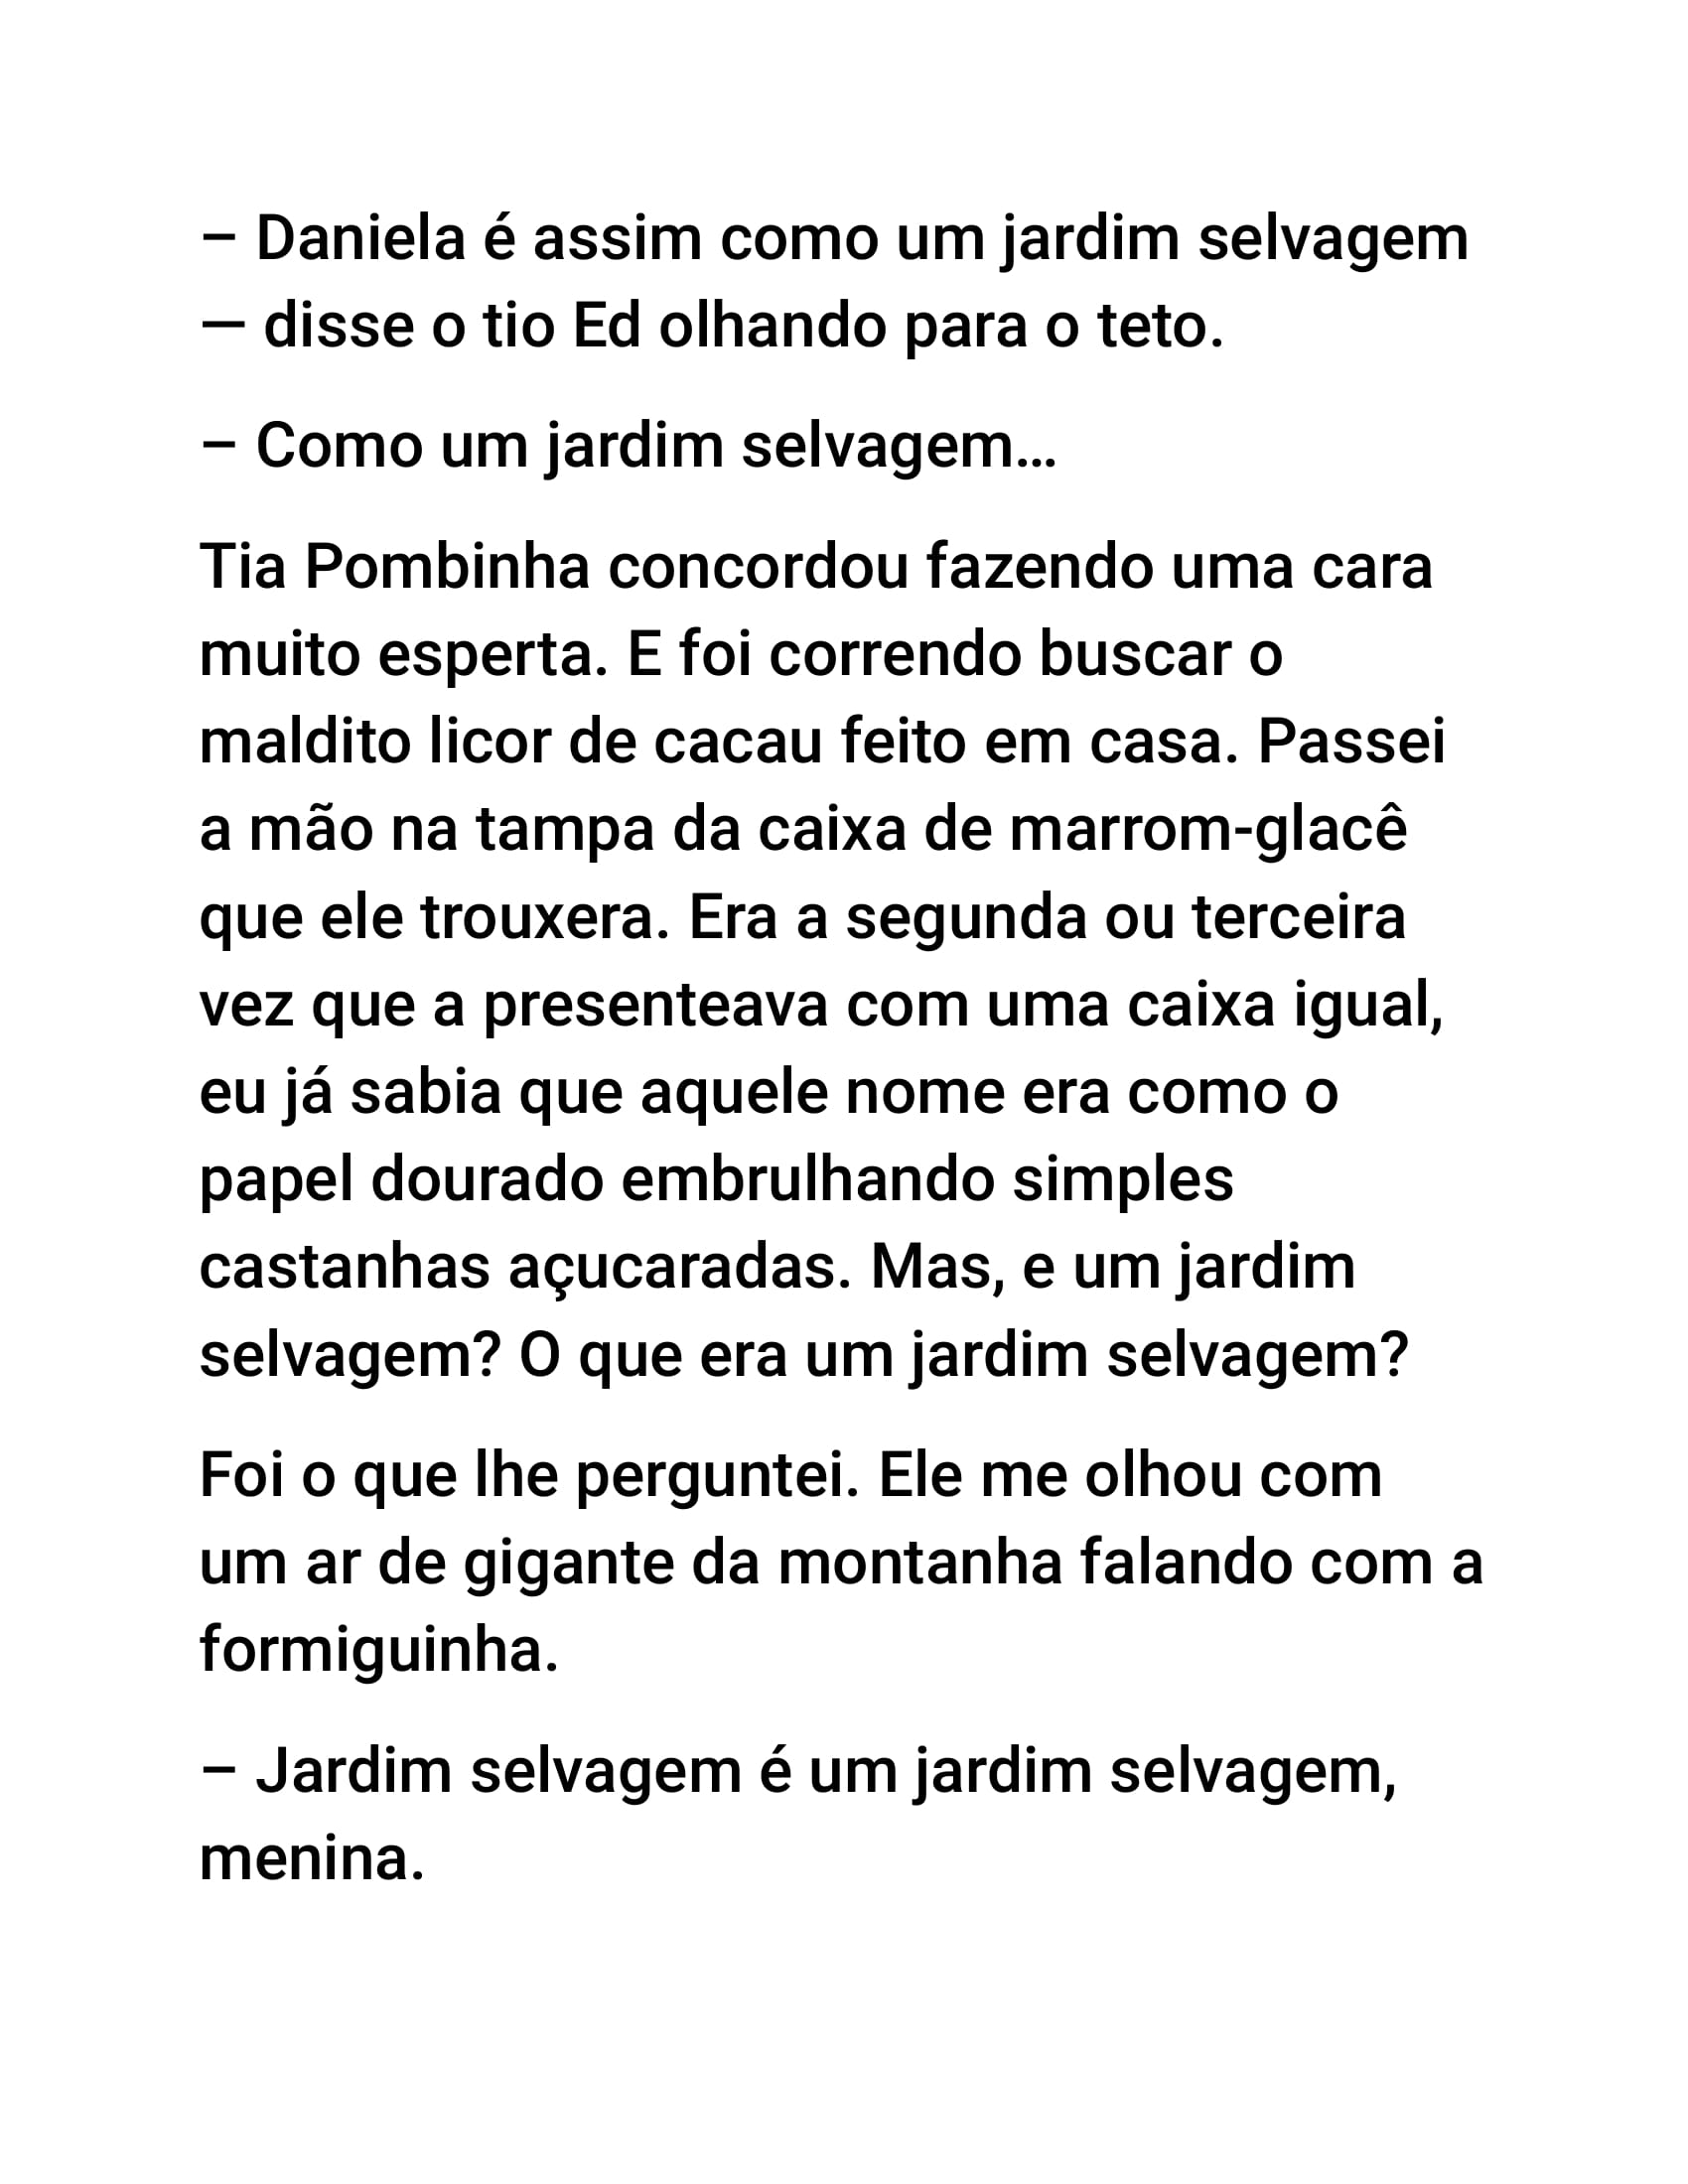 – Daniela é assim como um jardim selvagem
— disse o tio Ed olhando para o teto.
– Como um jardim selvagem…
Tia Pombinha concordou fazendo uma cara
muito esperta. E foi correndo buscar o
maldito licor de cacau feito em casa. Passei
a mão na tampa da caixa de marrom-glacê
que ele trouxera. Era a segunda ou terceira
vez que a presenteava com uma caixa igual,
eu já sabia que aquele nome era como o
papel dourado embrulhando simples
castanhas açucaradas. Mas, e um jardim
selvagem? O que era um jardim selvagem?
Foi o que lhe perguntei. Ele me olhou com
um ar de gigante da montanha falando com a
formiguinha.
– Jardim selvagem é um jardim selvagem,
menina.